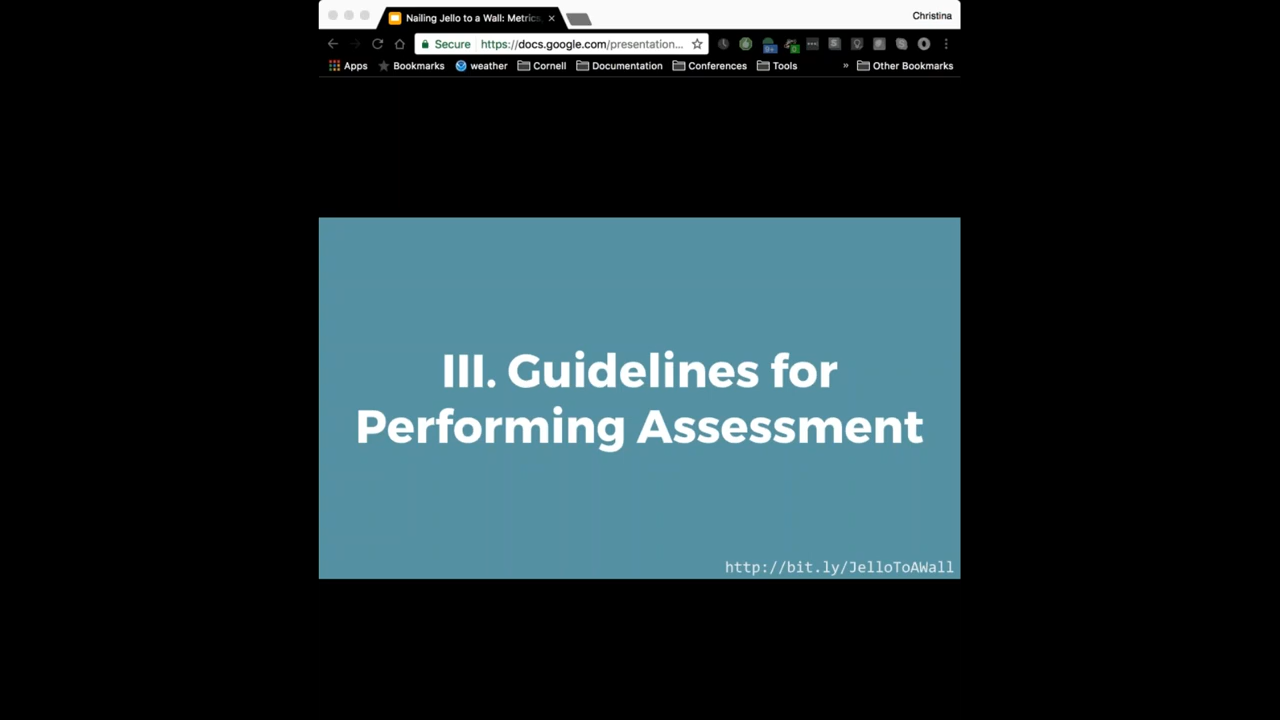 Nailing Jello to a Wall: Metrics,
Christina
Secure https://docs.google.com/presentation...
Apps Bookmarks weather Cornell Documentation Conferences Tools » Other Bookmarks
III. Guidelines for
Performing Assessment
http://bit.ly/JelloToAWall